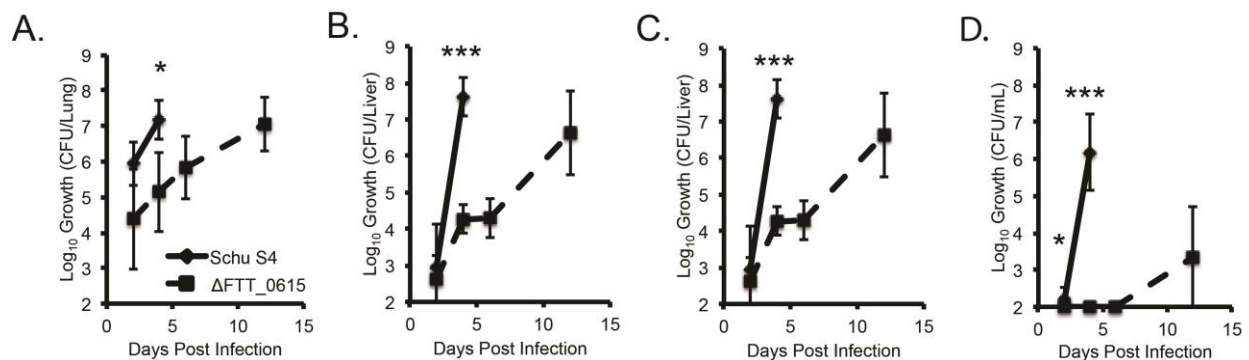 A.
Log10 Growth (CFU/Lung)
9
8
7
6
5
4
3
2
*
Schu S4
ΔFTT_0615
0 5 10 15
Days Post Infection
B.
Log10 Growth (CFU/Liver)
9
8
7
6
5
4
3
2
***
0 5 10 15
Days Post Infection
C.
Log10 Growth (CFU/Liver)
9
8
7
6
5
4
3
2
***
0 5 10 15
Days Post Infection
D.
Log10 Growth (CFU/mL)
9
8
7
6
5
4
3
2
***
*
0 5 10 15
Days Post Infection